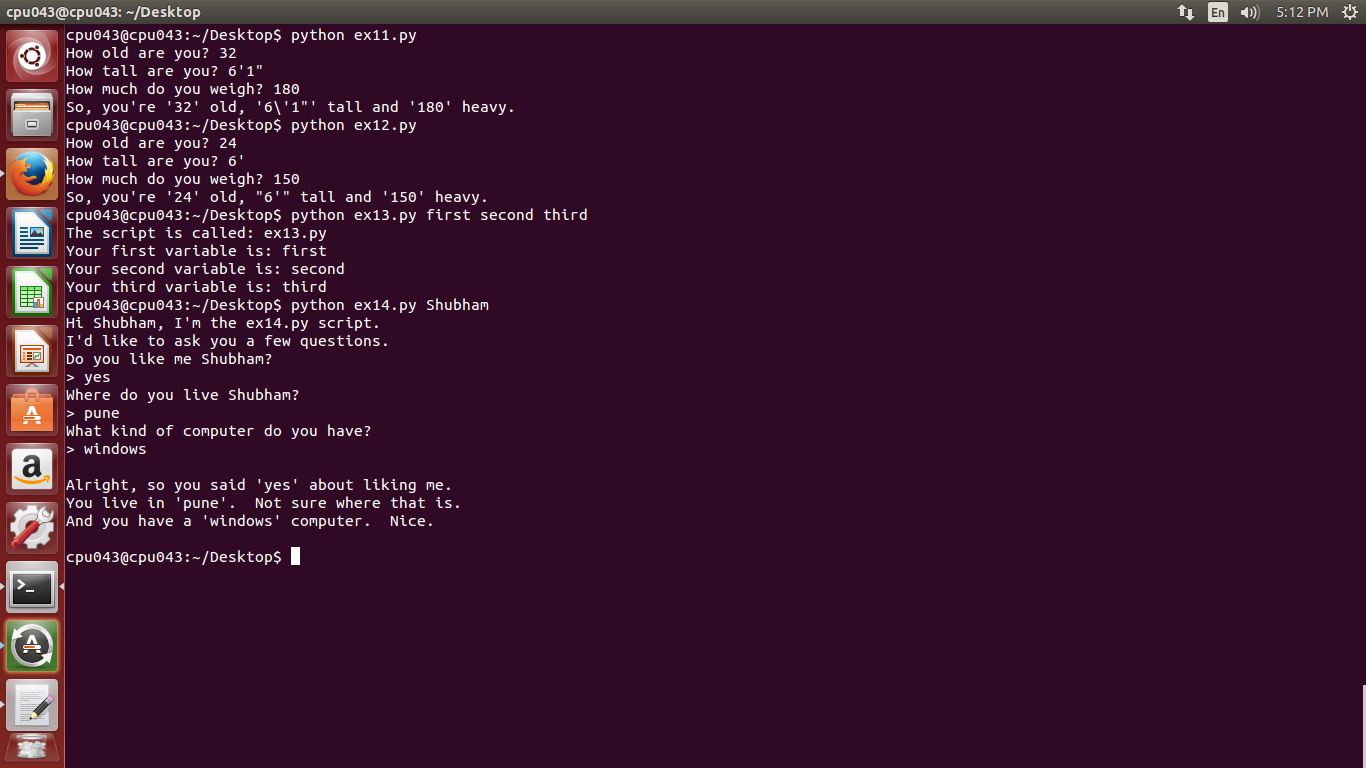 cpu043@cpu043: ~/Desktop
En
5:12 PM
cpu043@cpu043:~/Desktop$ python ex11.py
How old are you? 32
How tall are you? 6'1"
How much do you weigh? 180
So, you're '32' old, '6\'1"' tall and '180' heavy.
cpu043@cpu043:~/Desktop$ python ex12.py
How old are you? 24
How tall are you? 6'
How much do you weigh? 150
So, you're '24' old, "6'" tall and '150' heavy.
cpu043@cpu043:~/Desktop$ python ex13.py first second third
The script is called: ex13.py
Your first variable is: first
Your second variable is: second
Your third variable is: third
cpu043@cpu043:~/Desktop$ python ex14.py Shubham
Hi Shubham, I'm the ex14.py script.
I'd like to ask you a few questions.
Do you like me Shubham?
> yes
Where do you live Shubham?
> pune
What kind of computer do you have?
> windows
Alright, so you said 'yes' about liking me.
You live in 'pune'.  Not sure where that is.
And you have a 'windows' computer.  Nice.
cpu043@cpu043:~/Desktop$